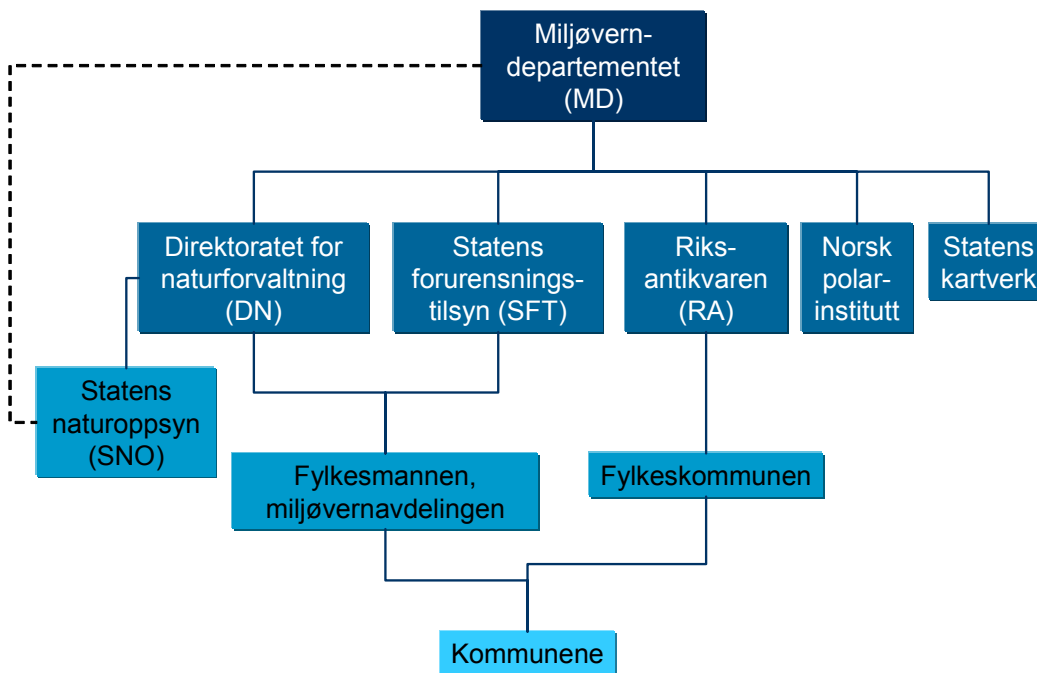 Miljøvern-
departementet
(MD)
Direktoratet for
naturforvaltning
(DN)
Statens
forurensnings-
tilsyn (SFT)
Riks-
antikvaren
(RA)
Norsk
polar-
institutt
Statens
kartverk
Statens
naturoppsyn
(SNO)
Fylkesmannen,
miljøvernavdelingen
Fylkeskommunen
Kommunene